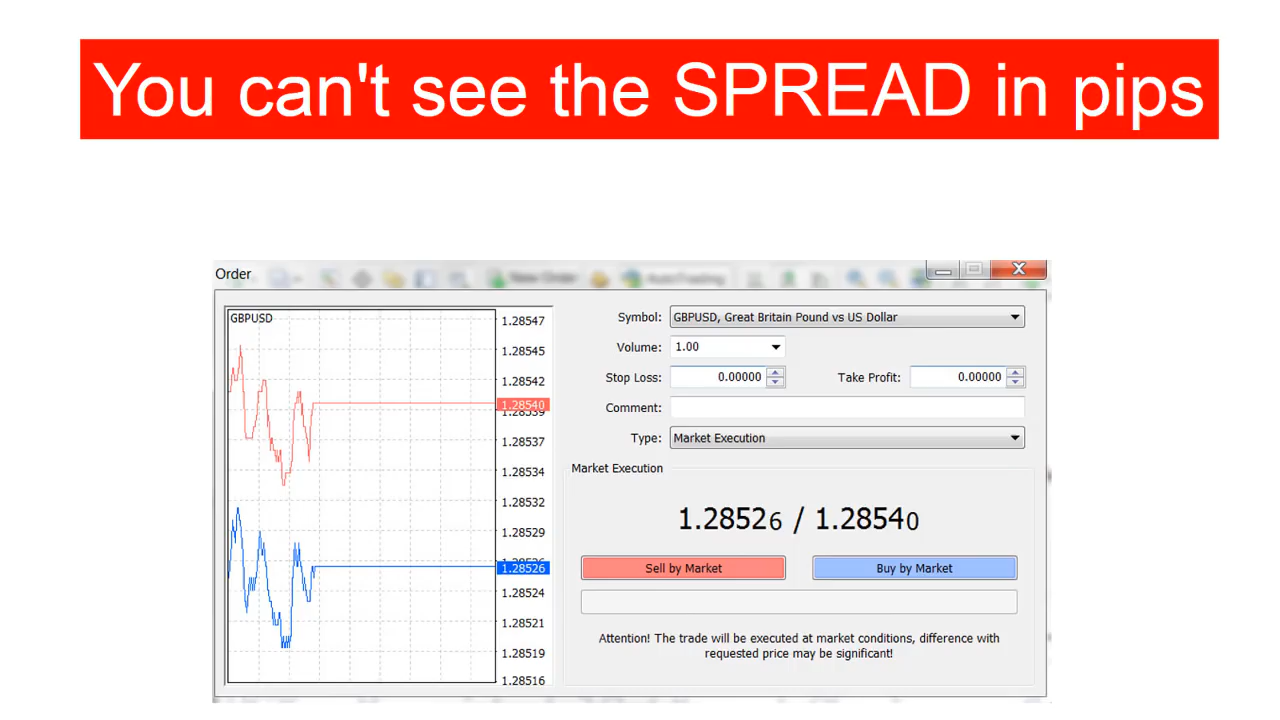 You can't see the SPREAD in pips
Order
New Order
AutoTrading
GBPUSD
1.28547
1.28545
1.28542
1.28540
1.28539
1.28537
1.28534
1.28532
1.28529
1.28526
1.28524
1.28521
1.28519
1.28516
Symbol: GBPUSD, Great Britain Pound vs US Dollar
Volume: 1.00
Stop Loss: 0.00000 Take Profit: 0.00000
Comment:
Type: Market Execution
Market Execution
1.28526 / 1.28540
Sell by Market Buy by Market
Attention! The trade will be executed at market conditions, difference with
requested price may be significant!